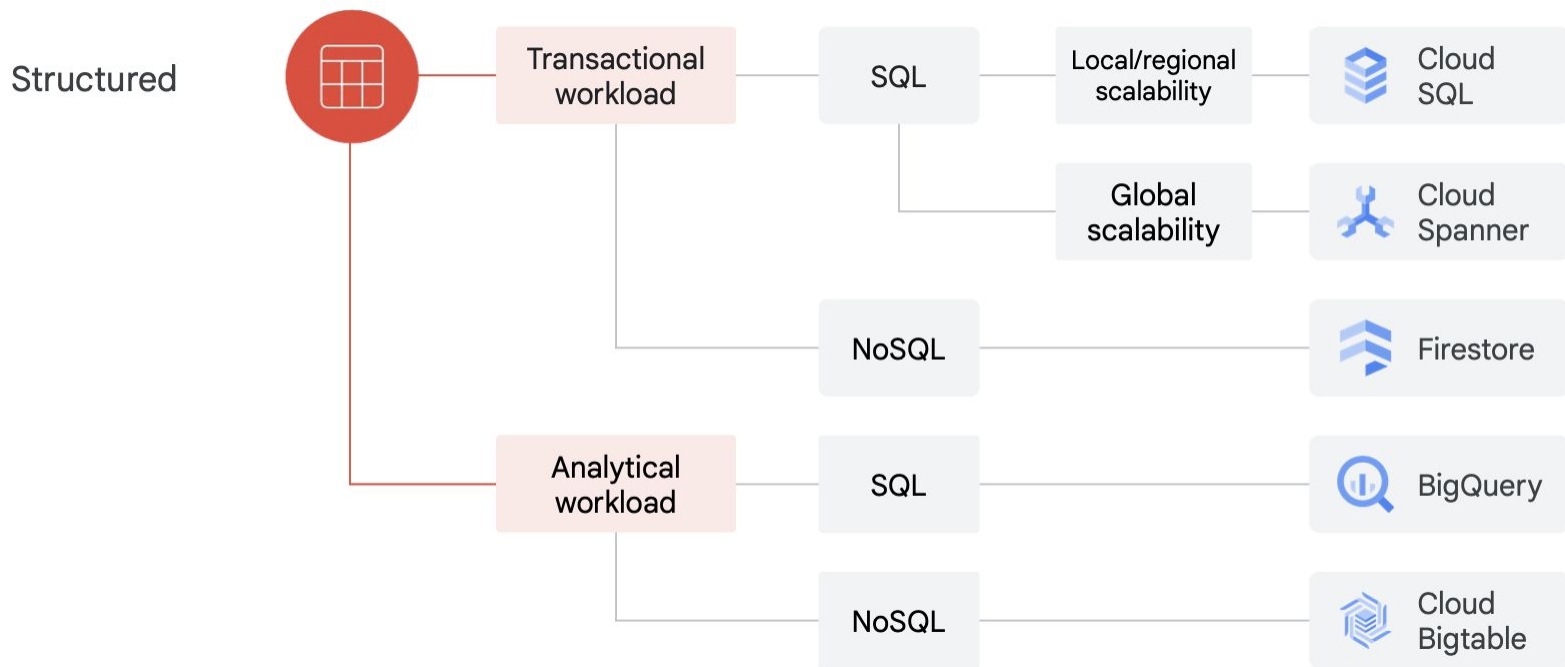 Structured
Transactional
workload
SQL
Local/regional
scalability
Cloud
SQL
Global
scalability
Cloud
Spanner
NoSQL
Firestore
Analytical
workload
SQL
BigQuery
NoSQL
Cloud
Bigtable